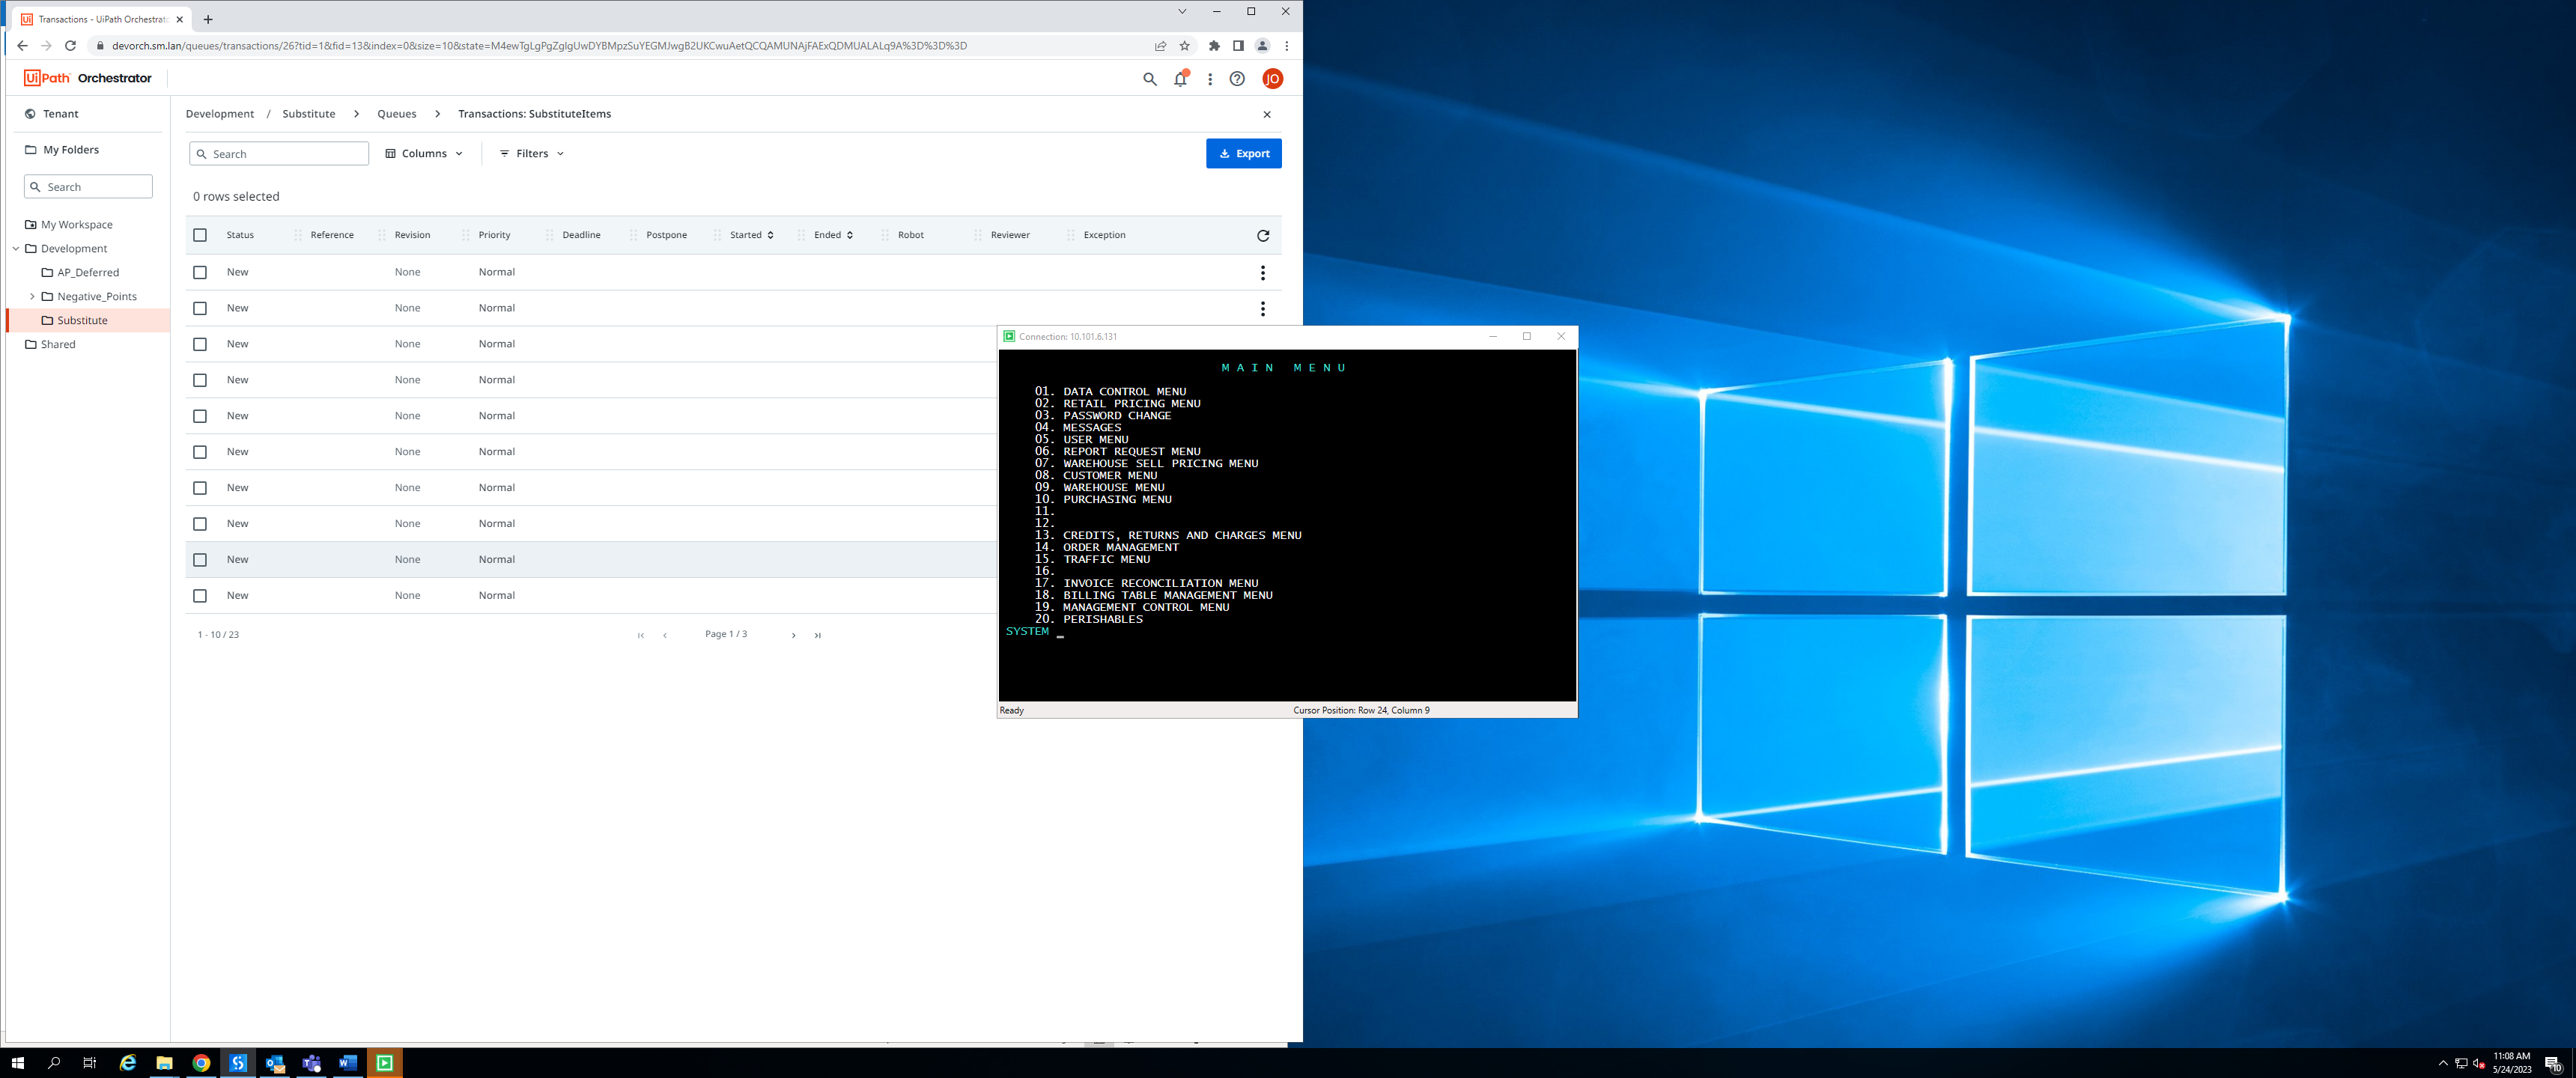 Transactions - UiPath Orchestrato
devorch.sm.lan/queues/transactions/26?tid=1&fid=13&index=0&size=10&state=M4ewTgLgPgZglgUwDYBMpzSuYEGMJwgB2UKCwuAetQCQAMUNAjFAExQDMUALALq9A%3D%3D%3D
UiPath Orchestrator
JO
Tenant
My Folders
Search
My Workspace
Development
AP_Deferred
Negative_Points
Substitute
Shared
Development / Substitute > Queues > Transactions: SubstituteItems
Search
Columns
Filters
Export
0 rows selected
Status Reference Revision Priority Deadline Postpone Started Ended Robot Reviewer Exception
New None Normal
New None Normal
New None Normal
New None Normal
New None Normal
New None Normal
New None Normal
New None Normal
New None Normal
New None Normal
1 - 10 / 23
Page 1 / 3
Connection: 10.101.6.131
M A I N   M E N U
01. DATA CONTROL MENU
02. RETAIL PRICING MENU
03. PASSWORD CHANGE
04. MESSAGES
05. USER MENU
06. REPORT REQUEST MENU
07. WAREHOUSE SELL PRICING MENU
08. CUSTOMER MENU
09. WAREHOUSE MENU
10. PURCHASING MENU
11.
12.
13. CREDITS, RETURNS AND CHARGES MENU
14. ORDER MANAGEMENT
15. TRAFFIC MENU
16.
17. INVOICE RECONCILIATION MENU
18. BILLING TABLE MANAGEMENT MENU
19. MANAGEMENT CONTROL MENU
20. PERISHABLES
SYSTEM _
Ready
Cursor Position: Row 24, Column 9
11:08 AM
5/24/2023
10